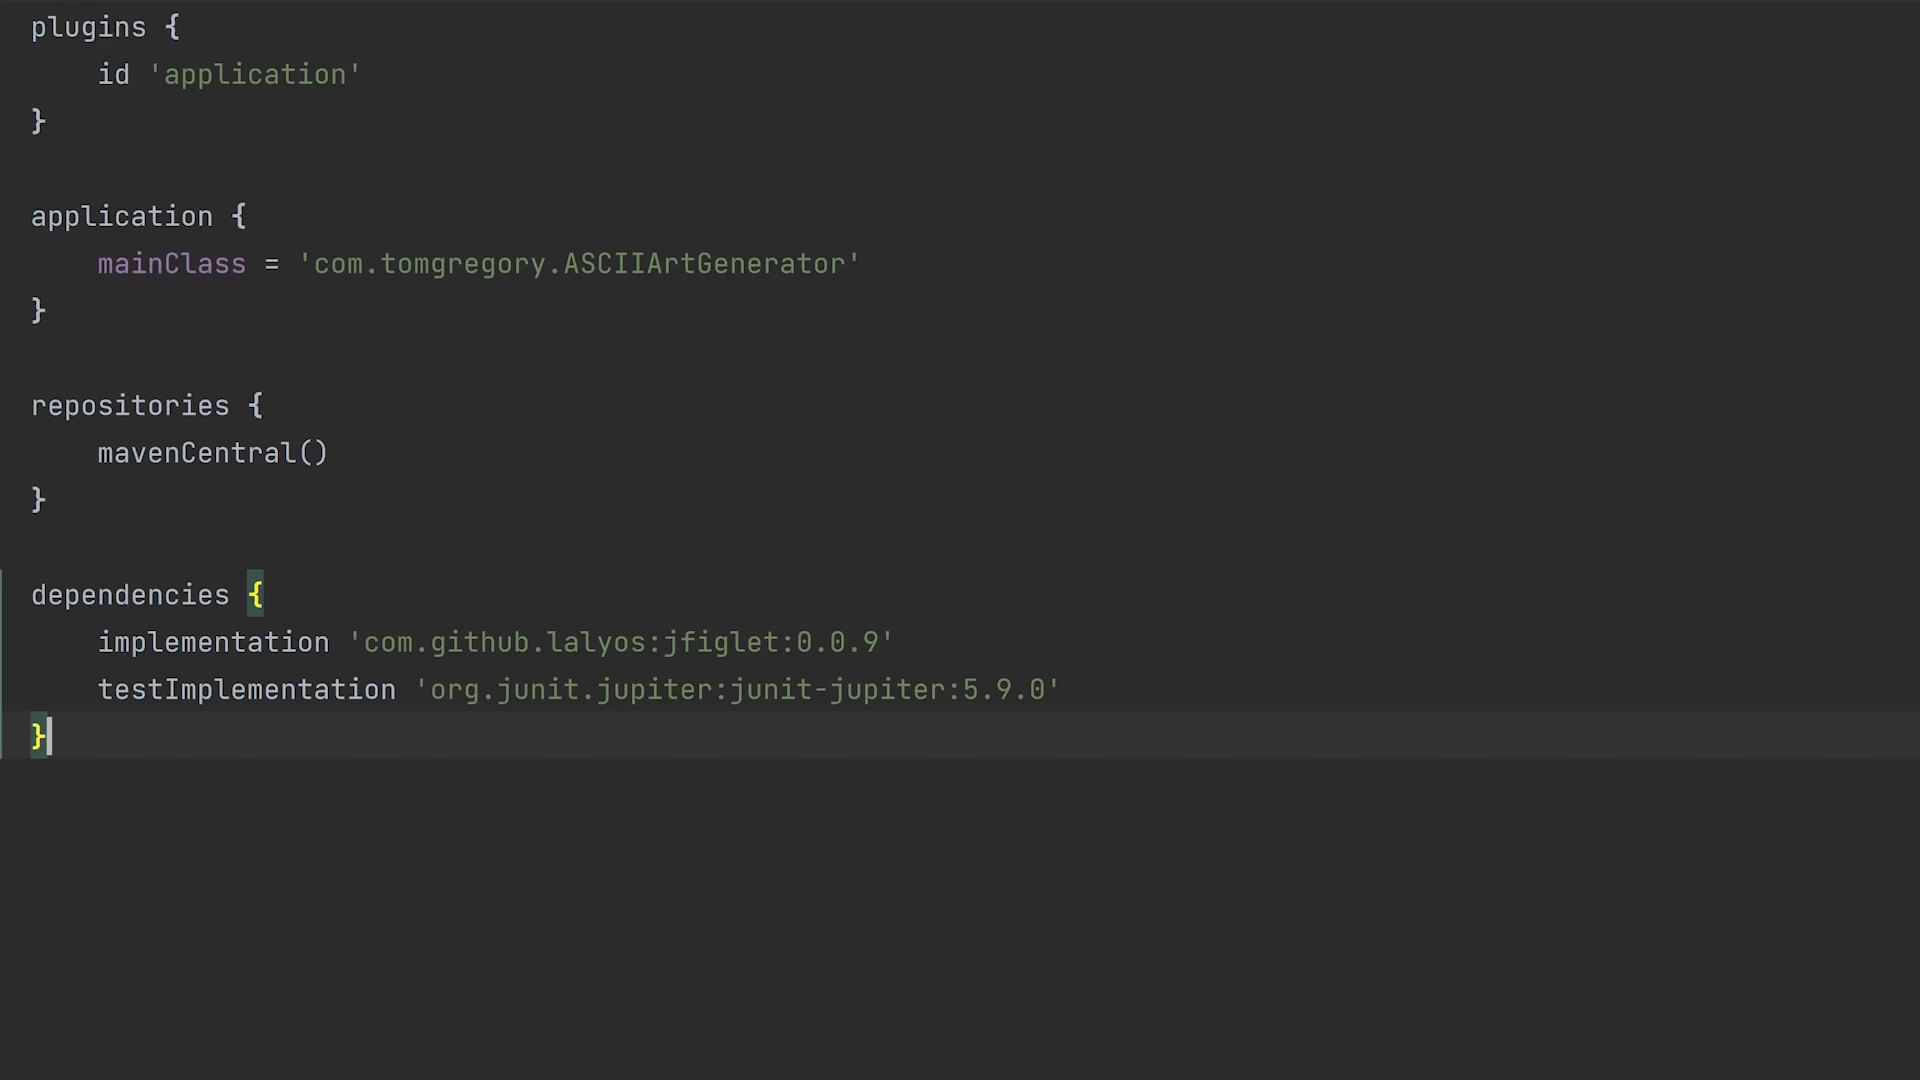 plugins {
    id 'application'
}

application {
    mainClass = 'com.tomgregory.ASCIIArtGenerator'
}

repositories {
    mavenCentral()
}

dependencies {
    implementation 'com.github.lalyos:jfiglet:0.0.9'
    testImplementation 'org.junit.jupiter:junit-jupiter:5.9.0'
}